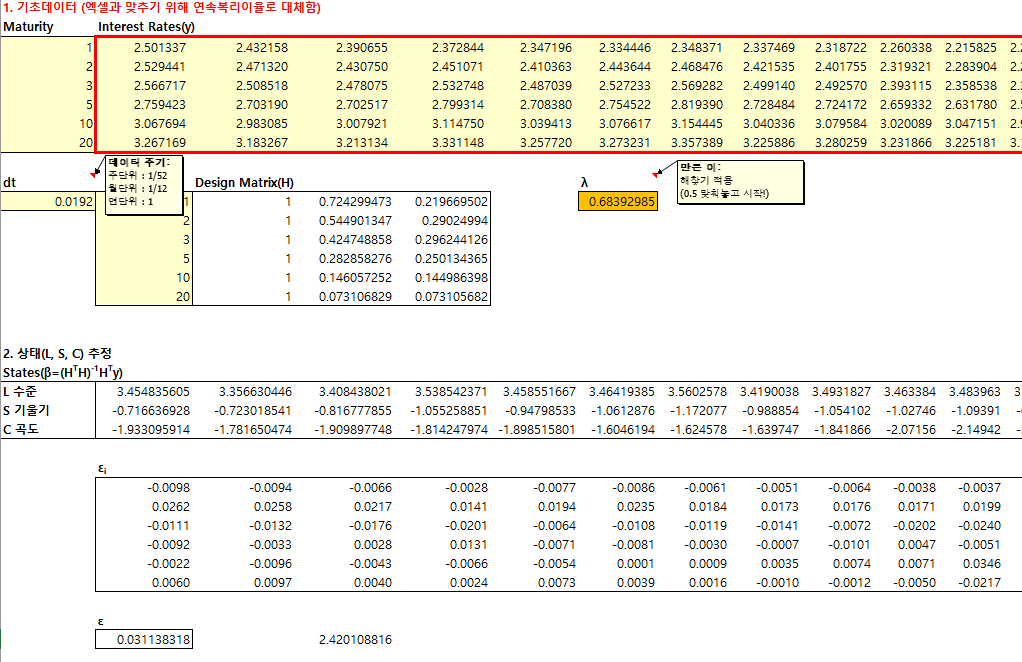 1. 기초데이터 (엑셀과 맞추기 위해 연속복리이율로 대체함)
Maturity Interest Rates(y)
1 2.501337 2.432158 2.390655 2.372844 2.347196 2.334446 2.348371 2.337469 2.318722 2.260338 2.215825 2.2
2 2.529441 2.471320 2.430750 2.451071 2.410363 2.443644 2.468476 2.421535 2.401755 2.319321 2.283904 2.2
3 2.566717 2.508518 2.478075 2.532748 2.487039 2.527233 2.569282 2.499140 2.492570 2.393115 2.358538 2.3
5 2.759423 2.703190 2.702517 2.799314 2.708380 2.754522 2.819390 2.728484 2.724172 2.659332 2.631780 2.5
10 3.067694 2.983085 3.007921 3.114750 3.039413 3.076617 3.154445 3.040336 3.079584 3.020089 3.047151 2.9
20 3.267169 3.183267 3.213134 3.331148 3.257720 3.273231 3.357389 3.225886 3.280259 3.231866 3.225181 3.1
데이터 주기:
주단위 : 1/52
월단위 : 1/12
연단위 : 1
만든 이:
해찾기 적용
(0.5 맞춰놓고 시작!)
dt Design Matrix(H) λ
0.0192 1 1 0.724299473 0.219669502 0.68392985
2 1 0.544901347 0.29024994
3 1 0.424748858 0.296244126
5 1 0.282858276 0.250134365
10 1 0.146057252 0.144986398
20 1 0.073106829 0.073105682
2. 상태(L, S, C) 추정
States(β=(HᵀH)⁻¹Hᵀy)
L 수준 3.454835605 3.356630446 3.408438021 3.538542371 3.458551667 3.46419385 3.5602578 3.4190038 3.4931827 3.463384 3.483963 3
S 기울기 -0.716636928 -0.723018541 -0.816777855 -1.055258851 -0.94798533 -1.0612876 -1.172077 -0.988854 -1.054102 -1.02746 -1.09391 -
C 곡도 -1.933095914 -1.781650474 -1.909897748 -1.814247974 -1.898515801 -1.6046194 -1.624578 -1.639747 -1.841866 -2.07156 -2.14942 -
εᵢ
-0.0098 -0.0094 -0.0066 -0.0028 -0.0077 -0.0086 -0.0061 -0.0051 -0.0064 -0.0038 -0.0037
0.0262 0.0258 0.0217 0.0141 0.0194 0.0235 0.0184 0.0173 0.0176 0.0171 0.0199
-0.0111 -0.0132 -0.0176 -0.0201 -0.0064 -0.0108 -0.0119 -0.0141 -0.0072 -0.0202 -0.0240
-0.0092 -0.0033 0.0028 0.0131 -0.0071 -0.0081 -0.0030 -0.0007 -0.0101 0.0047 -0.0051
-0.0022 -0.0096 -0.0043 -0.0066 -0.0054 0.0001 0.0009 0.0035 0.0074 0.0071 0.0346
0.0060 0.0097 0.0040 0.0024 0.0073 0.0039 0.0016 -0.0010 -0.0012 -0.0050 -0.0217
ε
0.031138318 2.420108816